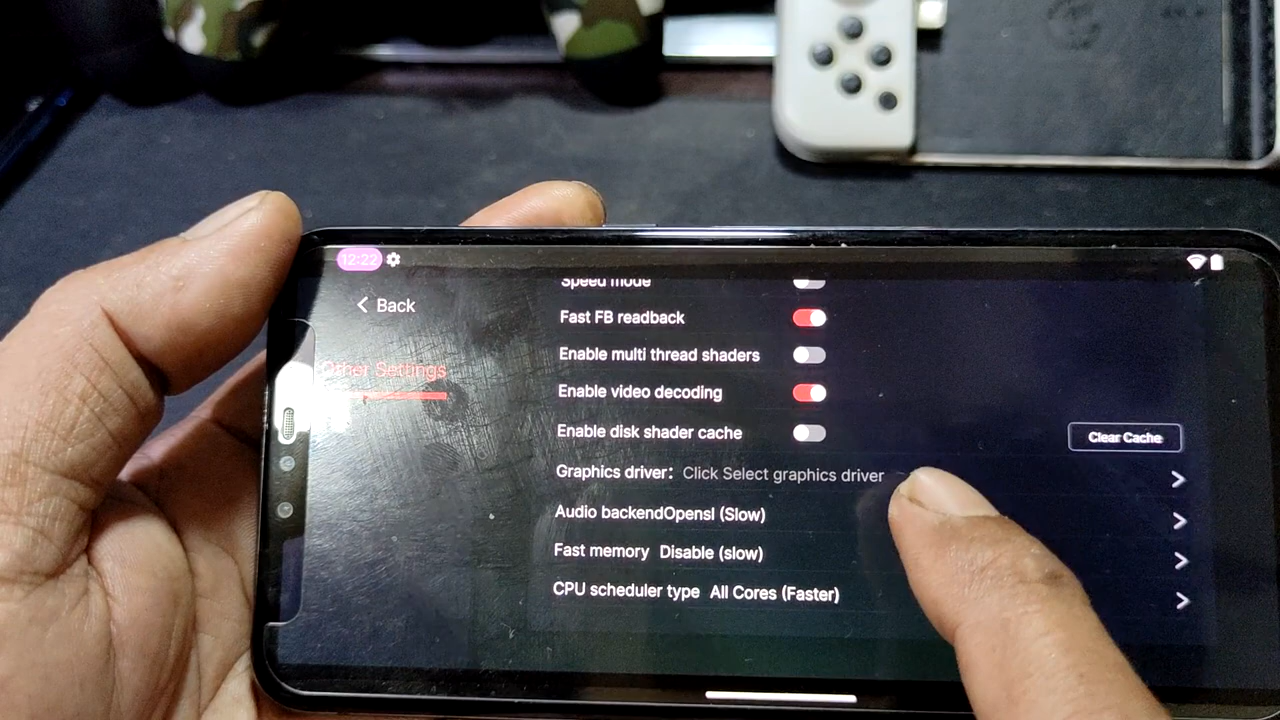 12:22
Back
Other Settings
Speed mode
Fast FB readback
Enable multi thread shaders
Enable video decoding
Enable disk shader cache
Clear Cache
Graphics driver: Click Select graphics driver
Audio backendOpensl (Slow)
Fast memory Disable (slow)
CPU scheduler type All Cores (Faster)